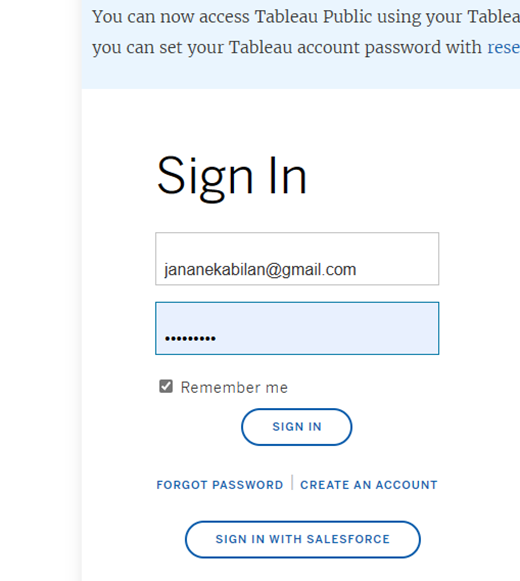 You can now access Tableau Public using your Tablea
you can set your Tableau account password with rese
Sign In
jananekabilan@gmail.com
•••••••••
Remember me
SIGN IN
FORGOT PASSWORD | CREATE AN ACCOUNT
SIGN IN WITH SALESFORCE